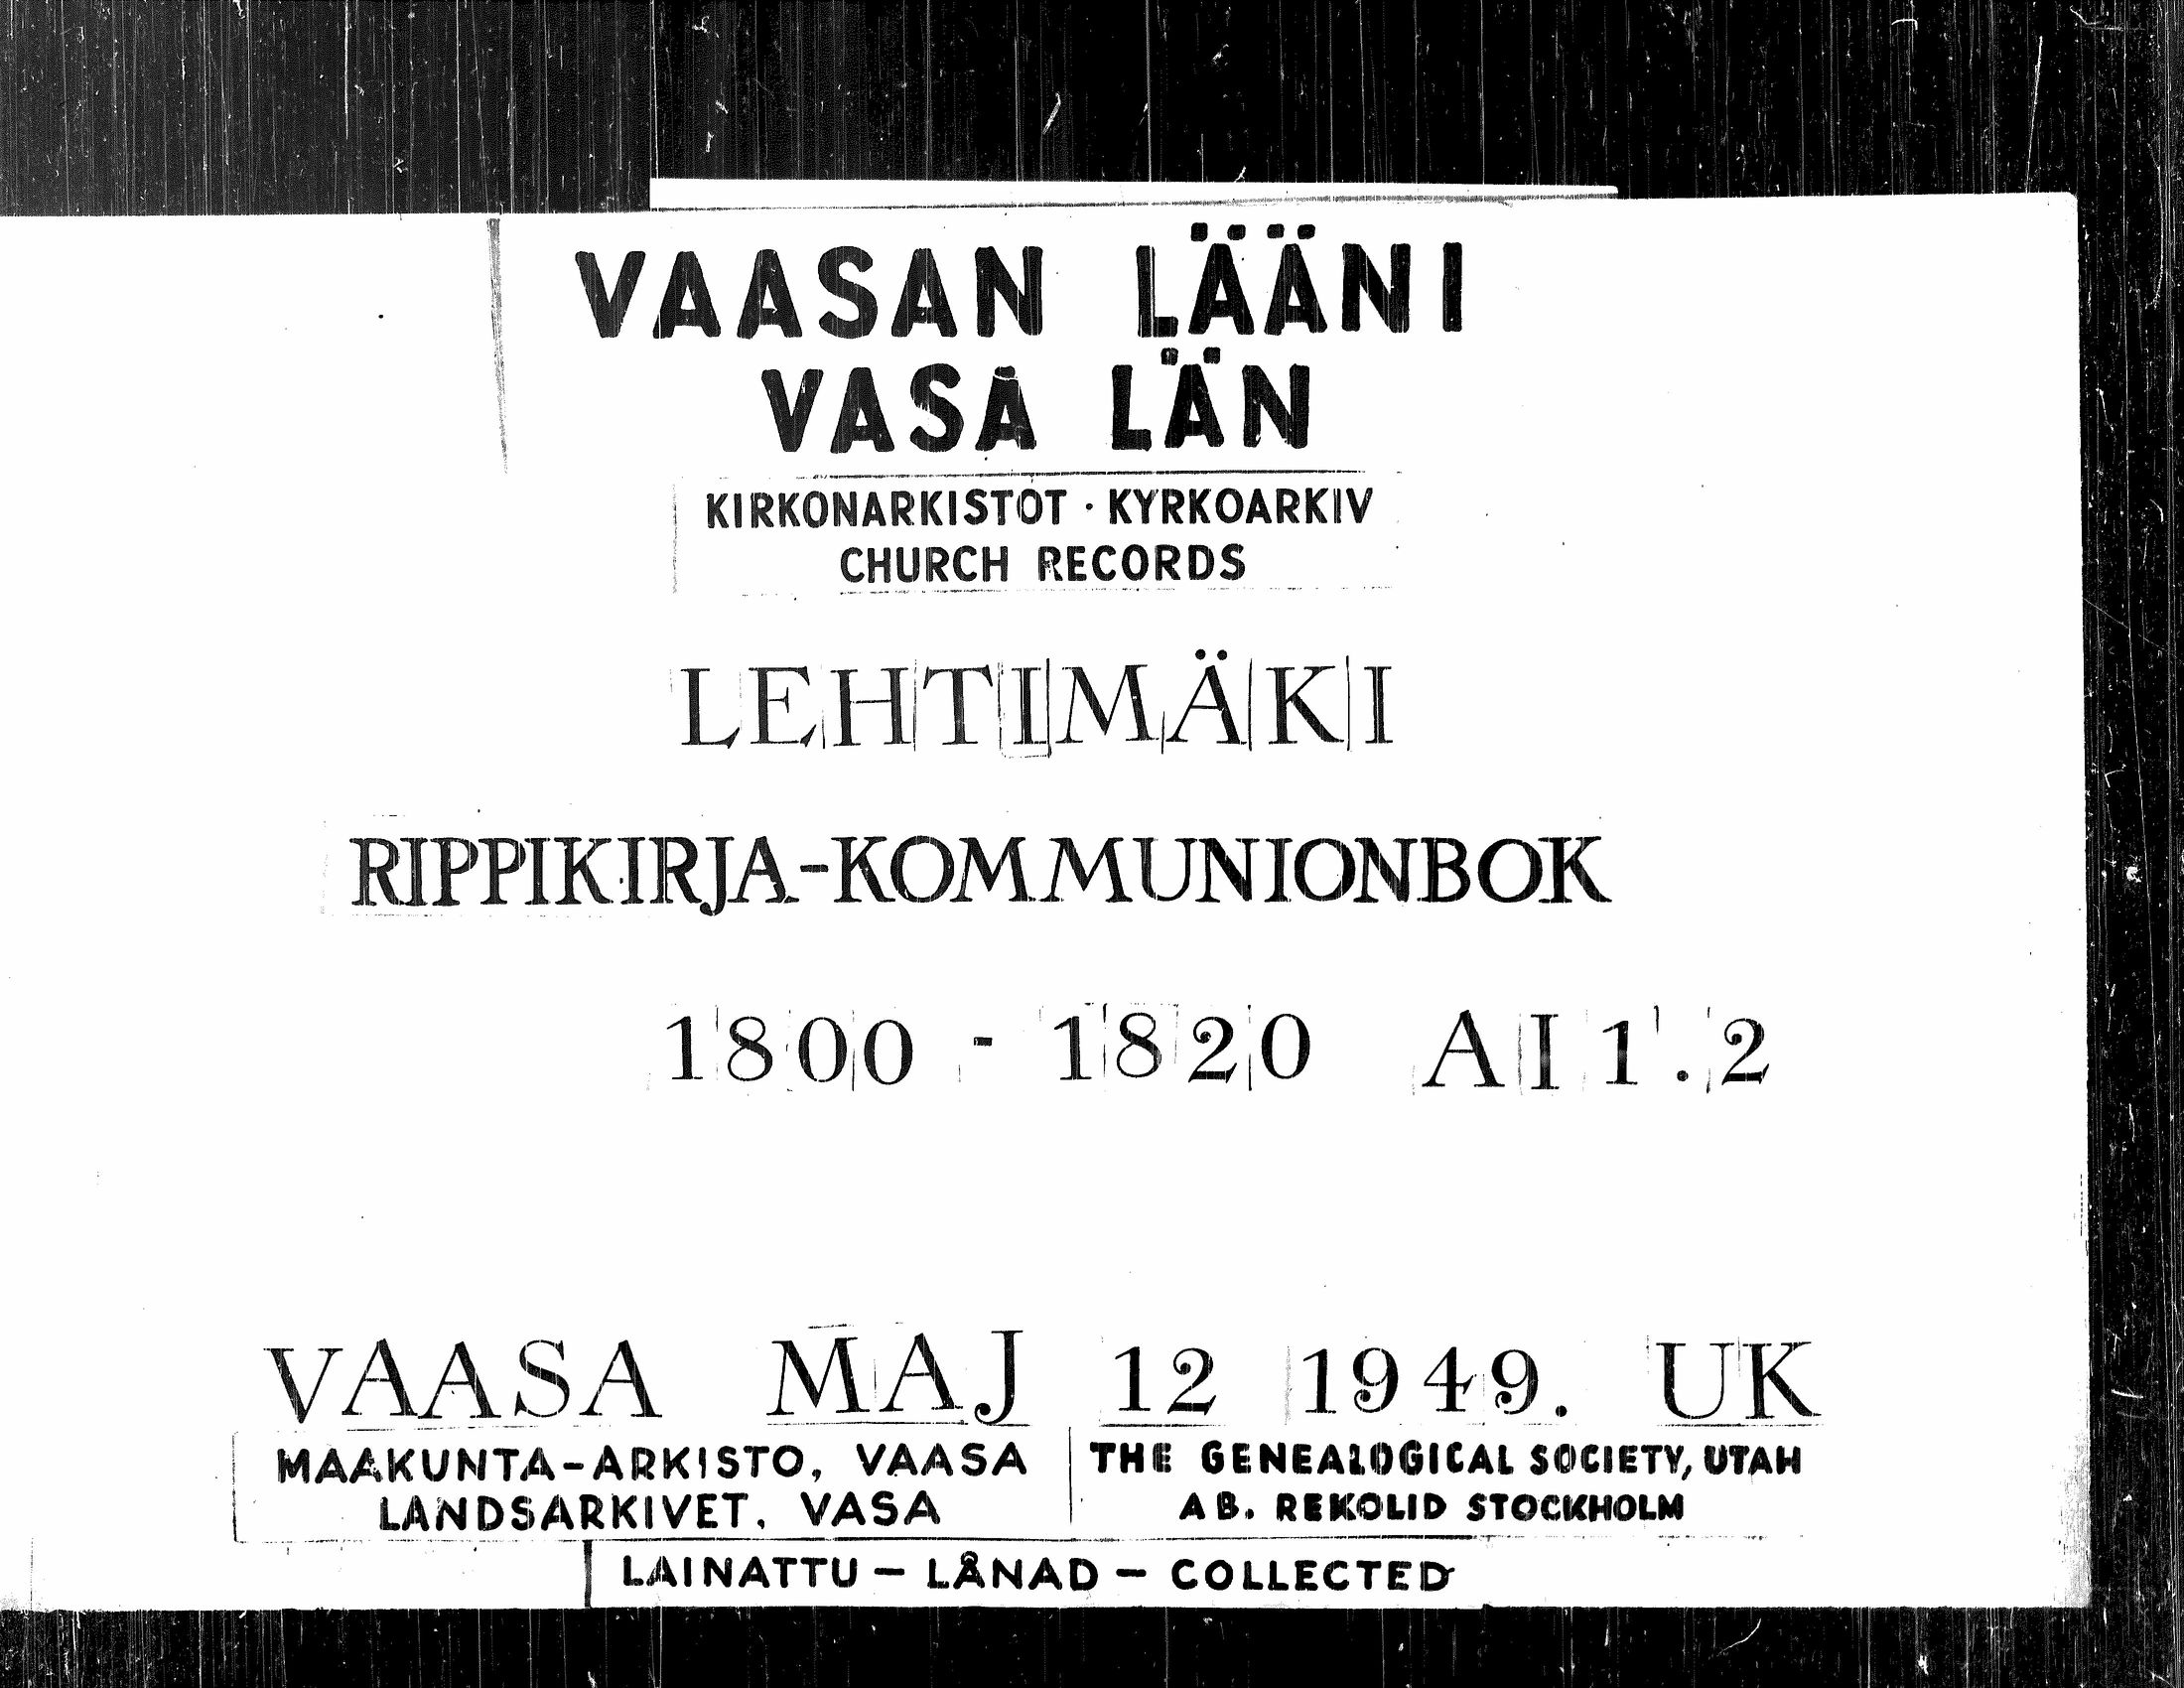 VAASAN LÄÄNI
VASA LÄN
KIRKONARKISTOT · KYRKOARKIV
CHURCH RECORDS
LEHTIMÄKI
RIPPIKIRJA-KOMMUNIONBOK
1800 - 1820 AI 1.2
VAASA MAJ 12 1949. UK
MAAKUNTA-ARKISTO, VAASA
LANDSARKIVET, VASA
THE GENEALOGICAL SOCIETY, UTAH
AB. REKOLID STOCKHOLM
LAINATTU – LÅNAD – COLLECTED